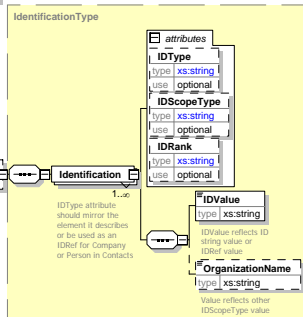 IdentificationType
attributes
IDType
type xs:string
use optional
IDScopeType
type xs:string
use optional
IDRank
type xs:string
use optional
Identification
1..∞
IDType attribute
should mirror the
element it describes
or be used as an
IDRef for Company
or Person in Contacts
IDValue
type xs:string
IDValue reflects ID
string value or
IDRef value
OrganizationName
type xs:string
Value reflects other
IDScopeType value